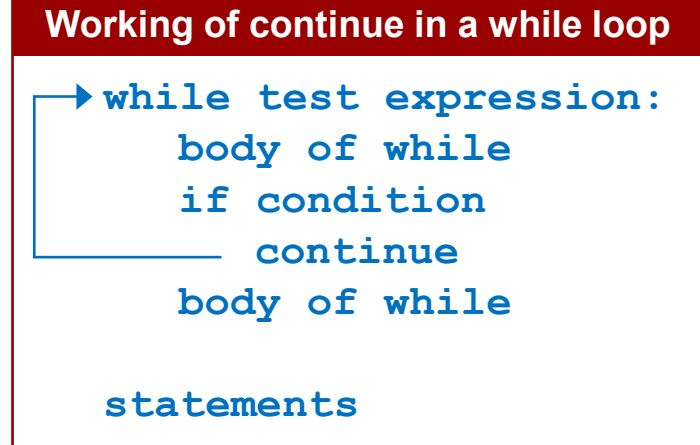 Working of continue in a while loop
while test expression:
body of while
if condition
continue
body of while
statements